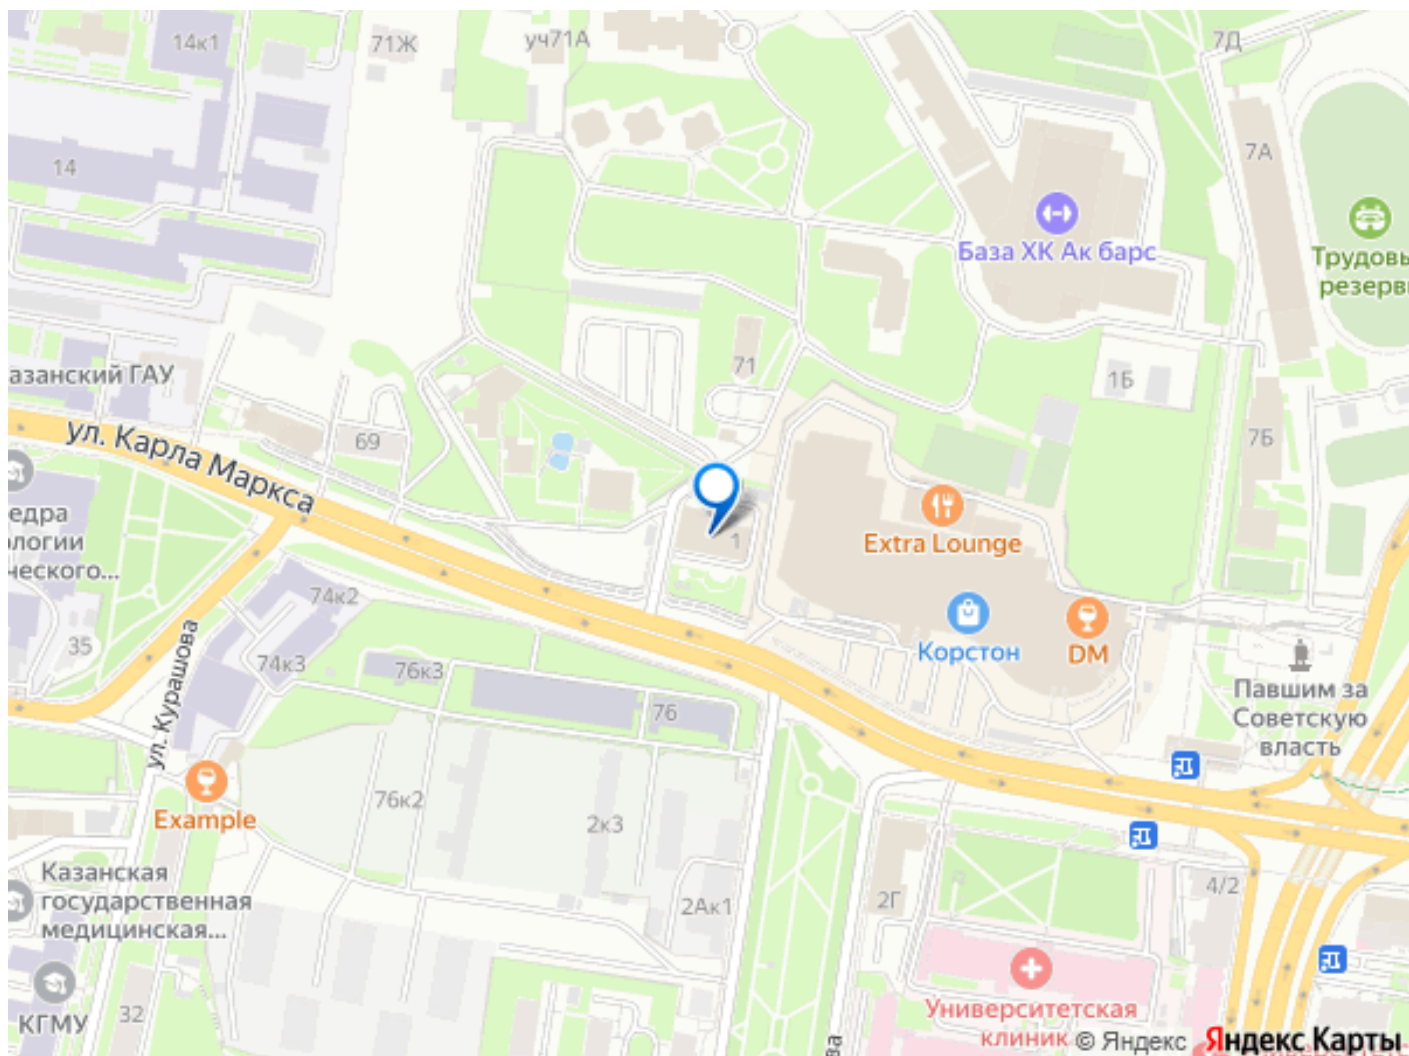 14к1
71Ж
уч71А
7Д
14
7А
База ХК Ак барс
Трудовы
резерв
азанский ГАУ
71
1Б
ул. Карла Маркса
69
7Б
едра
ологии
ческого...
Extra Lounge
1
74к2
35
ул. Курашова
74к3
76к3
Корстон
DM
76
Павшим за
Советскую
власть
76к2
2к3
Example
Казанская
государственная
медицинская...
2Ак1
2Г
4/2
КГМУ
32
Университетская
клиник
ва
© Яндекс
Яндекс Карты